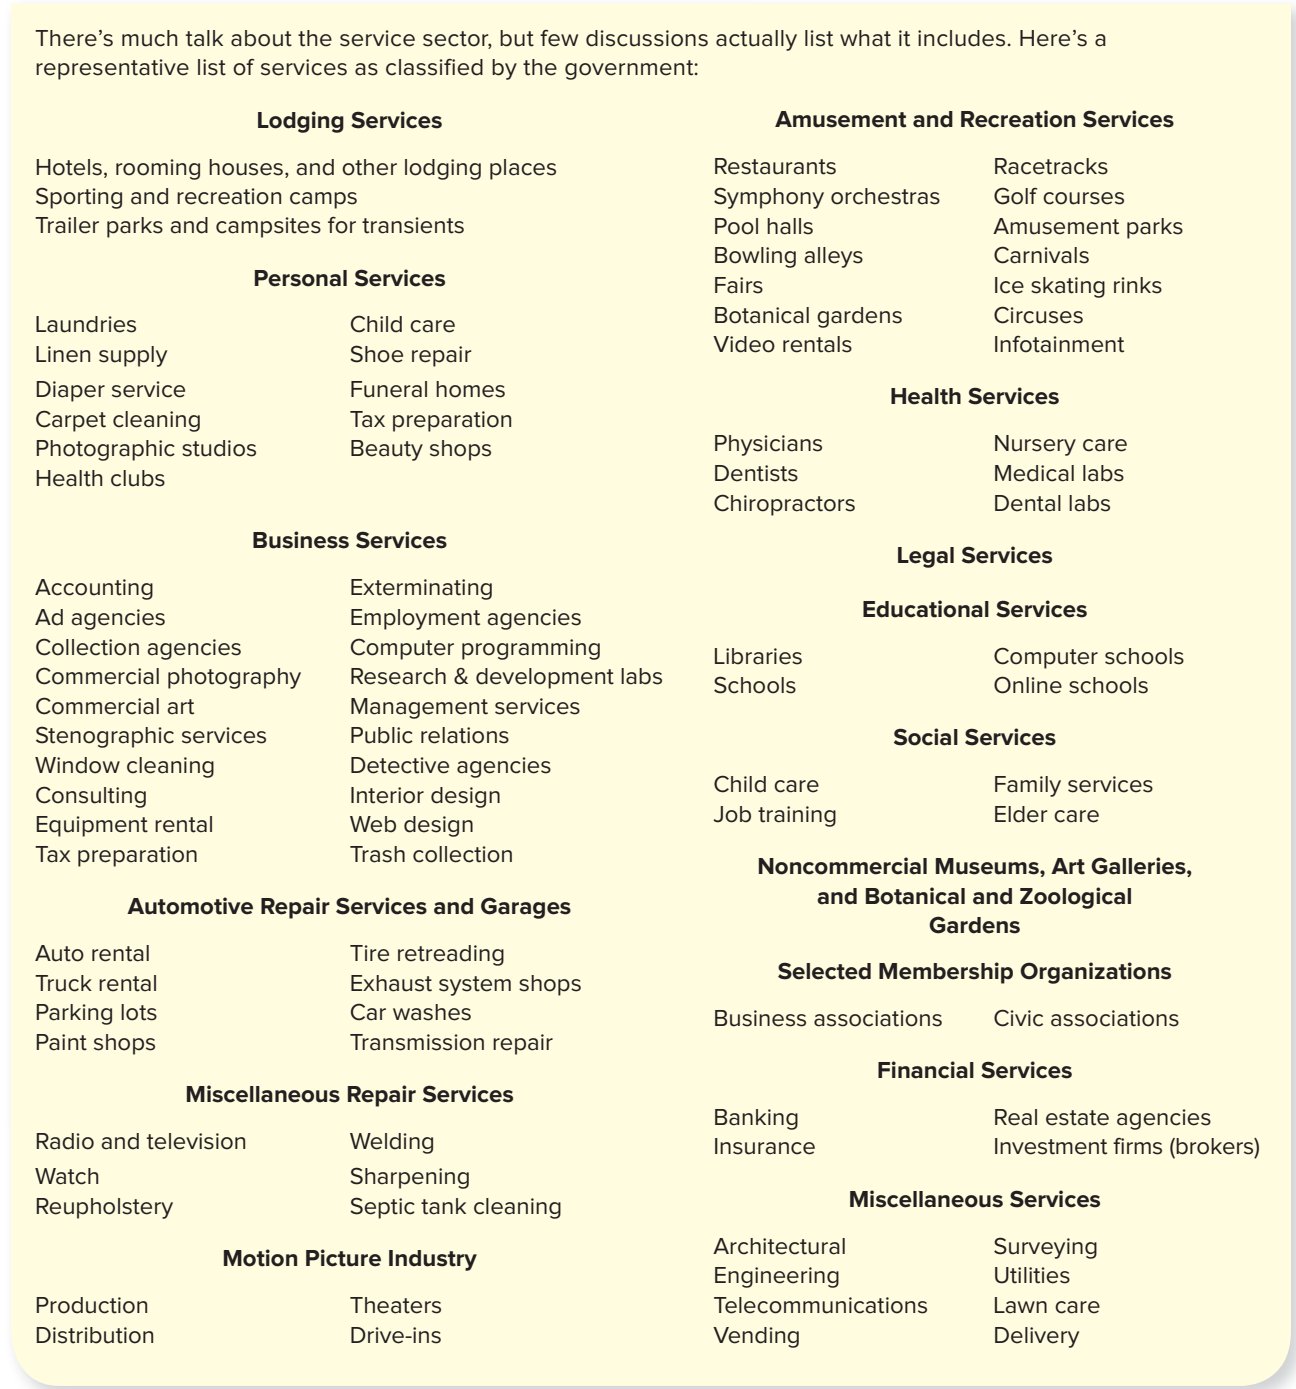 There’s much talk about the service sector, but few discussions actually list what it includes. Here’s a
representative list of services as classified by the government:
Lodging Services
Hotels, rooming houses, and other lodging places
Sporting and recreation camps
Trailer parks and campsites for transients
Personal Services
Laundries Child care
Linen supply Shoe repair
Diaper service Funeral homes
Carpet cleaning Tax preparation
Photographic studios Beauty shops
Health clubs
Business Services
Accounting Exterminating
Ad agencies Employment agencies
Collection agencies Computer programming
Commercial photography Research & development labs
Commercial art Management services
Stenographic services Public relations
Window cleaning Detective agencies
Consulting Interior design
Equipment rental Web design
Tax preparation Trash collection
Automotive Repair Services and Garages
Auto rental Tire retreading
Truck rental Exhaust system shops
Parking lots Car washes
Paint shops Transmission repair
Miscellaneous Repair Services
Radio and television Welding
Watch Sharpening
Reupholstery Septic tank cleaning
Motion Picture Industry
Production Theaters
Distribution Drive-ins
Amusement and Recreation Services
Restaurants Racetracks
Symphony orchestras Golf courses
Pool halls Amusement parks
Bowling alleys Carnivals
Fairs Ice skating rinks
Botanical gardens Circuses
Video rentals Infotainment
Health Services
Physicians Nursery care
Dentists Medical labs
Chiropractors Dental labs
Legal Services
Educational Services
Libraries Computer schools
Schools Online schools
Social Services
Child care Family services
Job training Elder care
Noncommercial Museums, Art Galleries,
and Botanical and Zoological
Gardens
Selected Membership Organizations
Business associations Civic associations
Financial Services
Banking Real estate agencies
Insurance Investment firms (brokers)
Miscellaneous Services
Architectural Surveying
Engineering Utilities
Telecommunications Lawn care
Vending Delivery